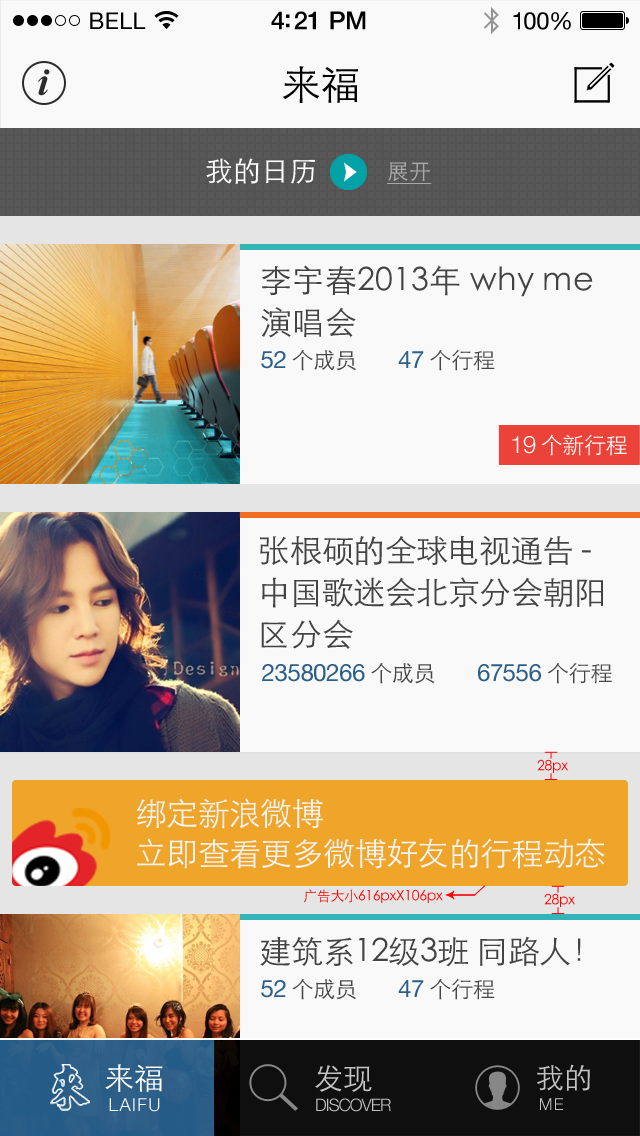 BELL 4:21 PM 100%
来福
我的日历 展开
李宇春2013年 why me
演唱会
52 个成员 47 个行程
19 个新行程
张根硕的全球电视通告 -
中国歌迷会北京分会朝阳
区分会
Design
23580266 个成员 67556 个行程
28px
绑定新浪微博
立即查看更多微博好友的行程动态
广告大小616pxX106px
28px
建筑系12级3班 同路人!
52 个成员 47 个行程
来福 发现 我的
LAIFU DISCOVER ME